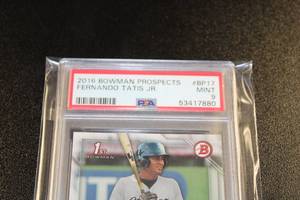 2016 BOWMAN PROSPECTS #BP17
FERNANDO TATIS JR. MINT
9
PSA 53417880
1ST
BOWMAN
B